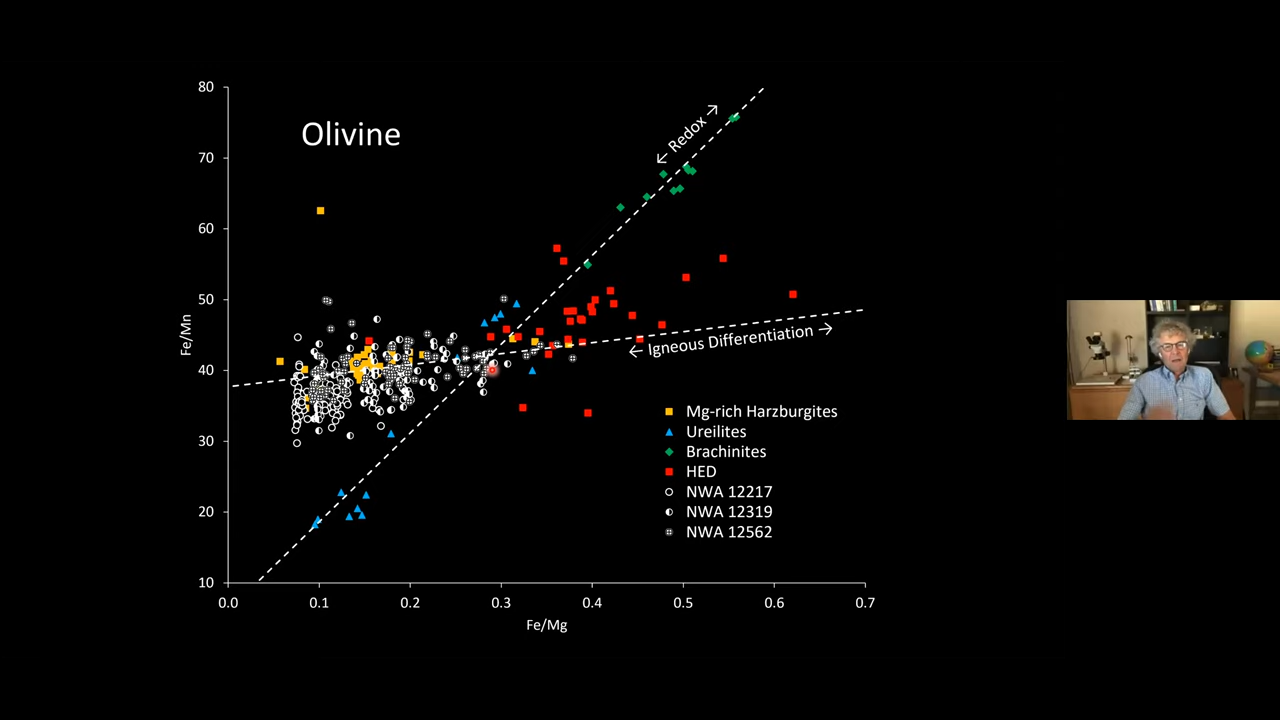 Olivine
80
70
60
50
40
30
20
10
Fe/Mn
0.0 0.1 0.2 0.3 0.4 0.5 0.6 0.7
Fe/Mg
← Redox →
← Igneous Differentiation →
Mg-rich Harzburgites
Ureilites
Brachinites
HED
NWA 12217
NWA 12319
NWA 12562